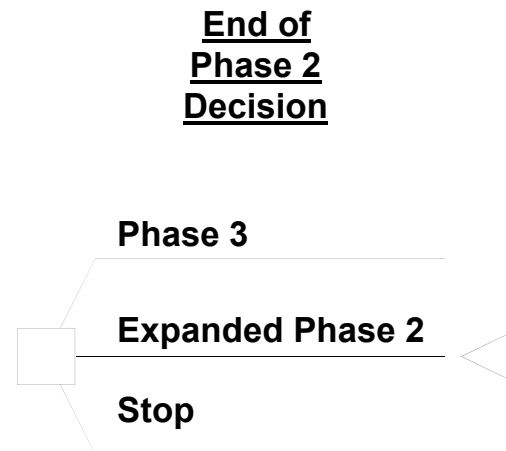 End of
Phase 2
Decision
Phase 3
Expanded Phase 2
Stop